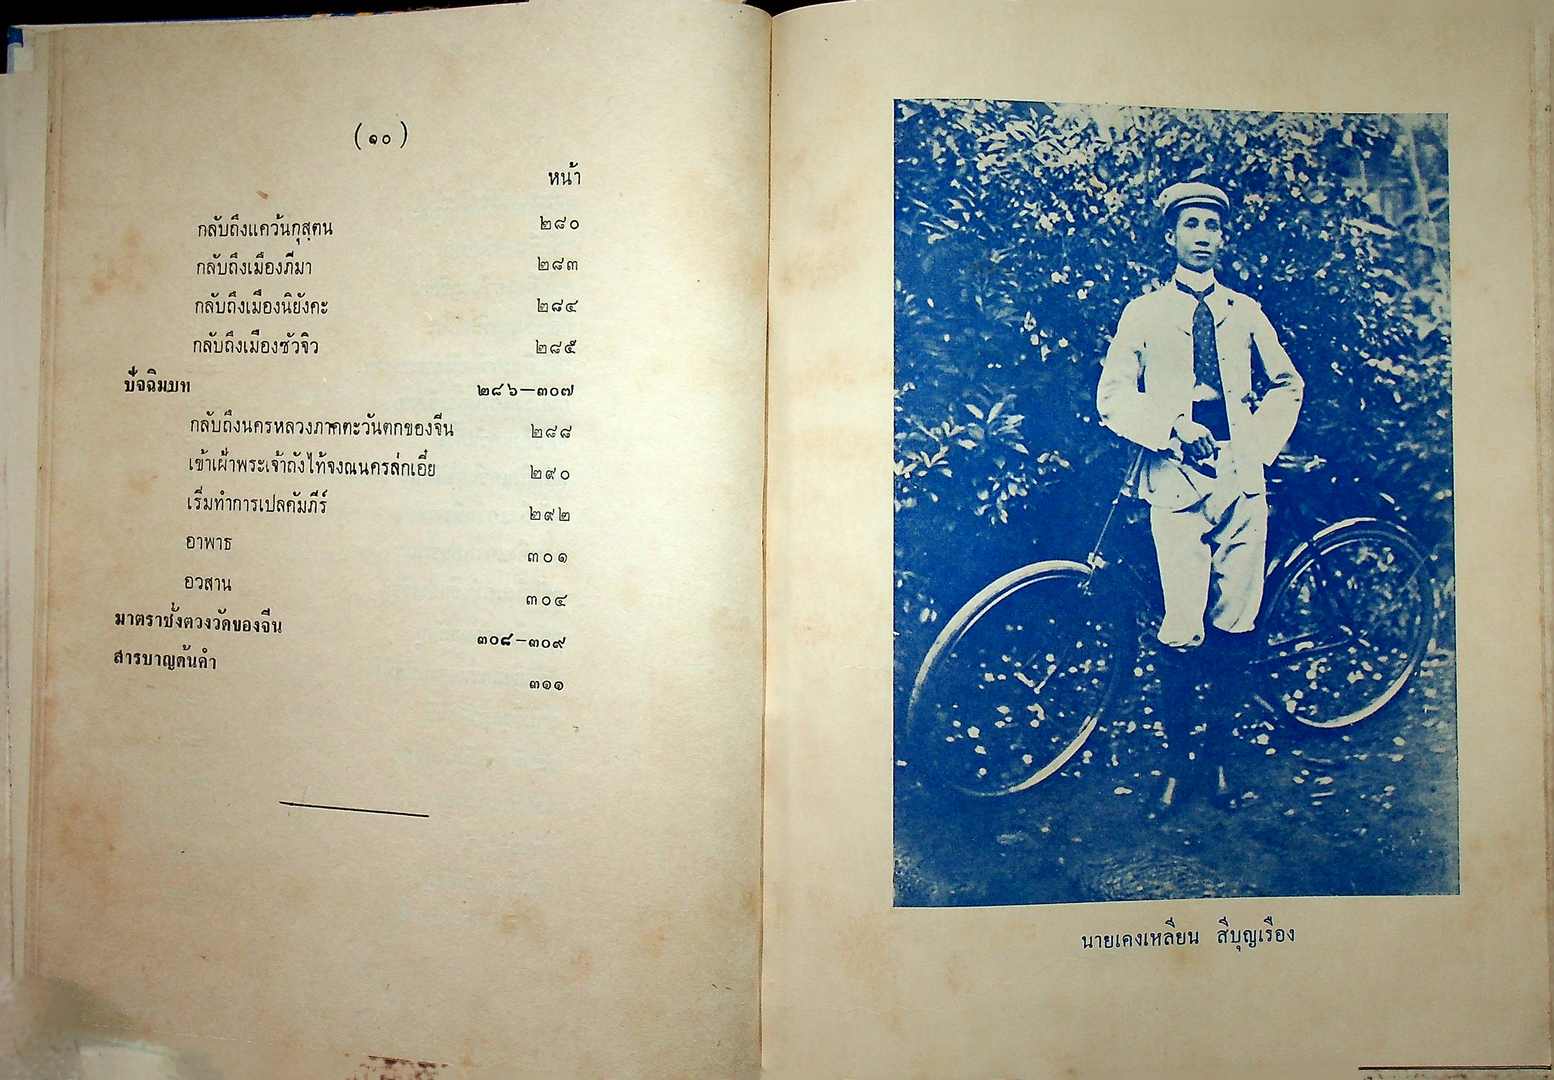 (๑๐)
หน้า
กลับถึงแคว้นกุสฺตน ๒๘๐
กลับถึงเมืองภีมา ๒๘๓
กลับถึงเมืองนิยังคะ ๒๘๔
กลับถึงเมืองซัวจิว ๒๘๕
ปัจฉิมบท ๒๘๖—๓๐๗
กลับถึงนครหลวงภาคตะวันตกของจีน ๒๘๘
เข้าเฝ้าพระเจ้าถังไท้จงณนครล่กเอี๋ย ๒๙๐
เริ่มทำการแปลคัมภีร์ ๒๙๒
อาพาธ ๓๐๑
อวสาน ๓๐๔
มาตราชั่งตวงวัดของจีน ๓๐๘—๓๐๙
สารบาญค้นคำ ๓๑๑
นายเคงเหลียน สีบุญเรือง